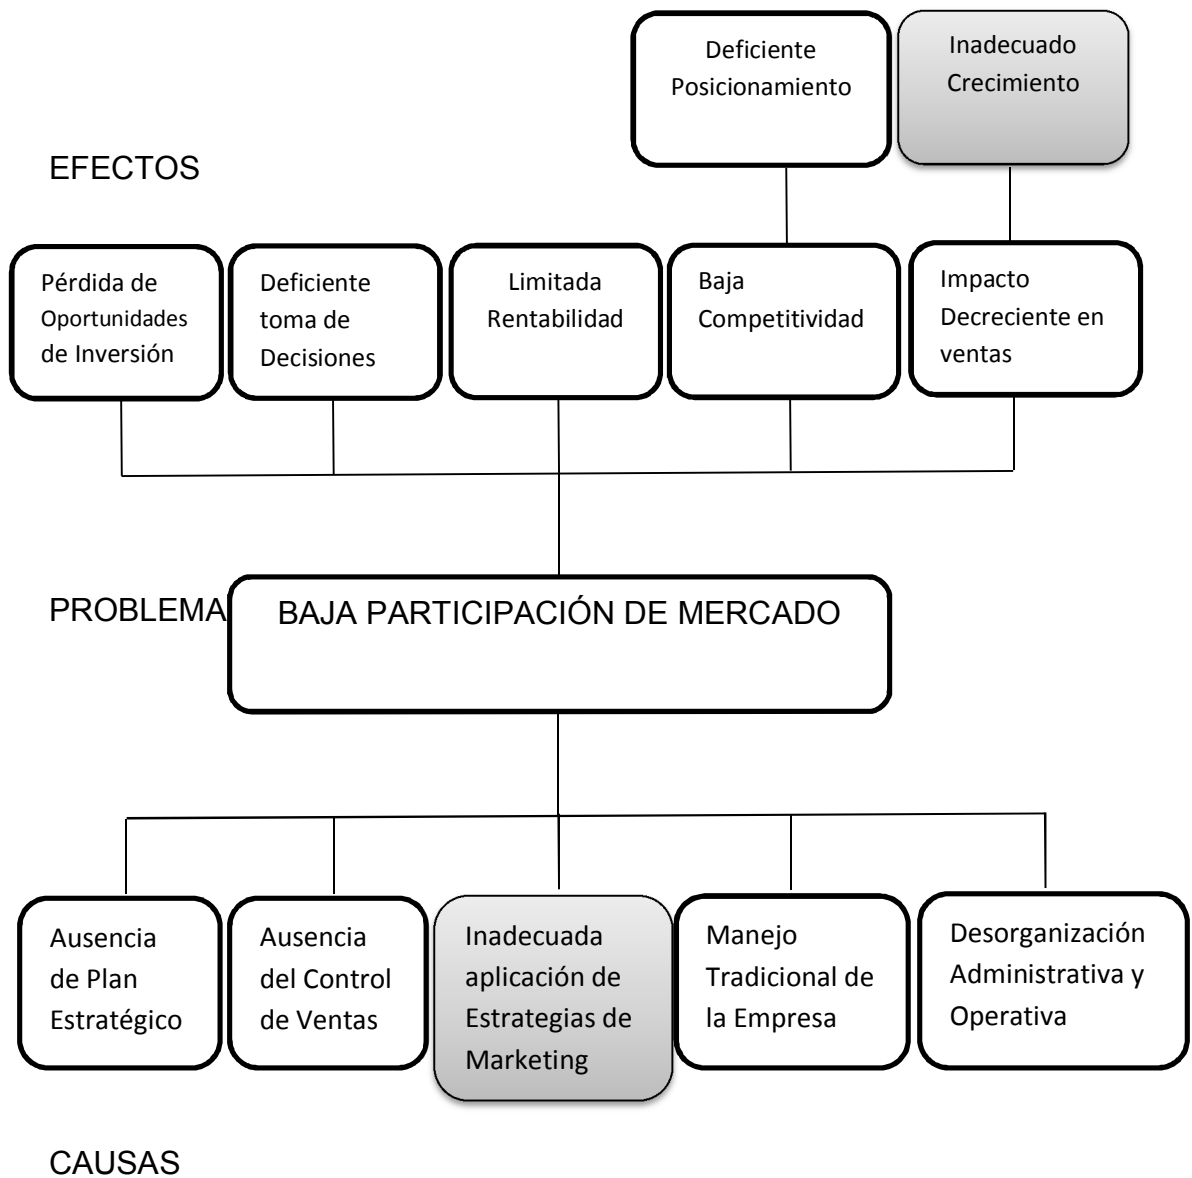 Deficiente
Posicionamiento
Inadecuado
Crecimiento
EFECTOS
Pérdida de
Oportunidades
de Inversión
Deficiente
toma de
Decisiones
Limitada
Rentabilidad
Baja
Competitividad
Impacto
Decreciente en
ventas
PROBLEMA
BAJA PARTICIPACIÓN DE MERCADO
Ausencia
de Plan
Estratégico
Ausencia
del Control
de Ventas
Inadecuada
aplicación de
Estrategias de
Marketing
Manejo
Tradicional de
la Empresa
Desorganización
Administrativa y
Operativa
CAUSAS